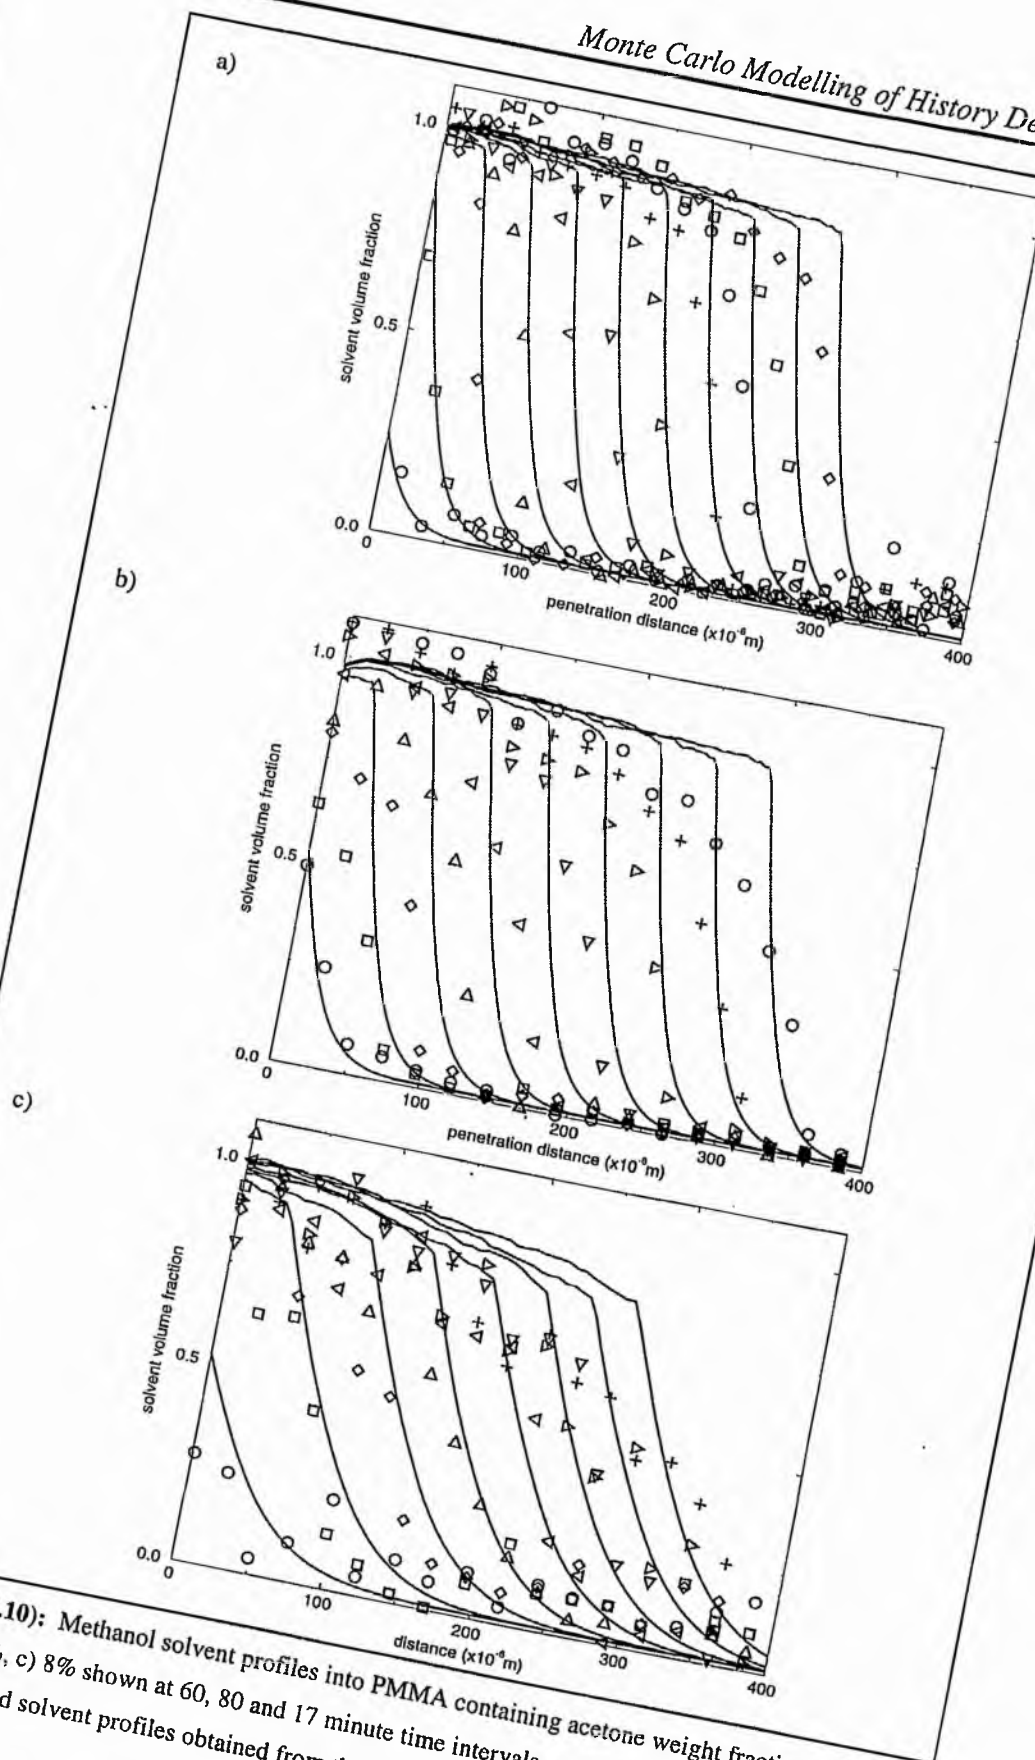 Monte Carlo Modelling of History
a)
1.0
solvent volume fraction
0.5
0.0
0
100
200
300
400
penetration distance (x10⁻⁶m)
b)
1.0
solvent volume fraction
0.5
0.0
0
100
200
300
400
penetration distance (x10⁻⁶m)
c)
1.0
solvent volume fraction
0.5
0.0
0
100
200
300
400
distance (x10⁻⁶m)
.10): Methanol solvent profiles into PMMA containing acetone weight
, c) 8% shown at 60, 80 and 17 minute time intervals
solvent profiles obtained from